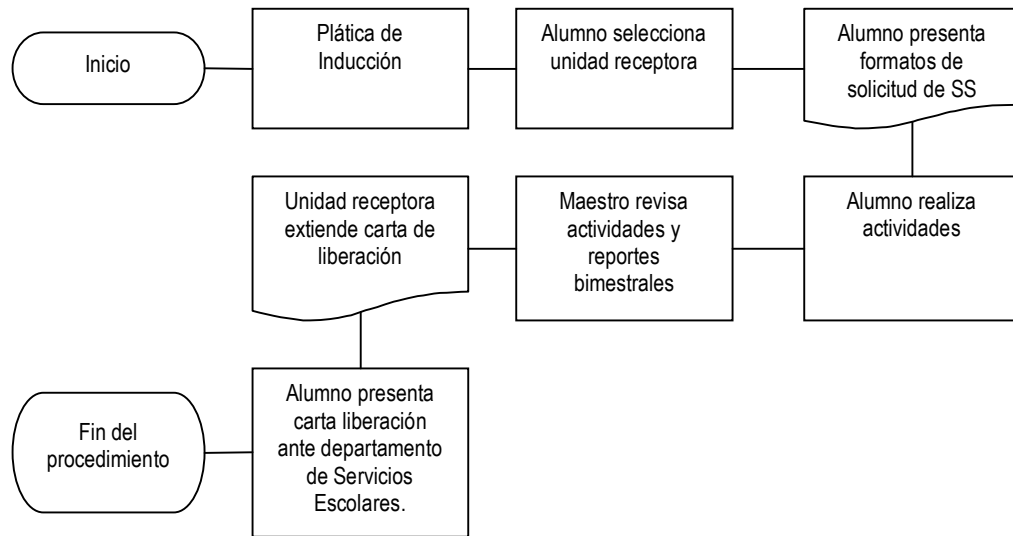 Inicio
Plática de
Inducción
Alumno selecciona
unidad receptora
Alumno presenta
formatos de
solicitud de SS
Alumno realiza
actividades
Maestro revisa
actividades y
reportes
bimestrales
Unidad receptora
extiende carta de
liberación
Alumno presenta
carta liberación
ante departamento
de Servicios
Escolares.
Fin del
procedimiento